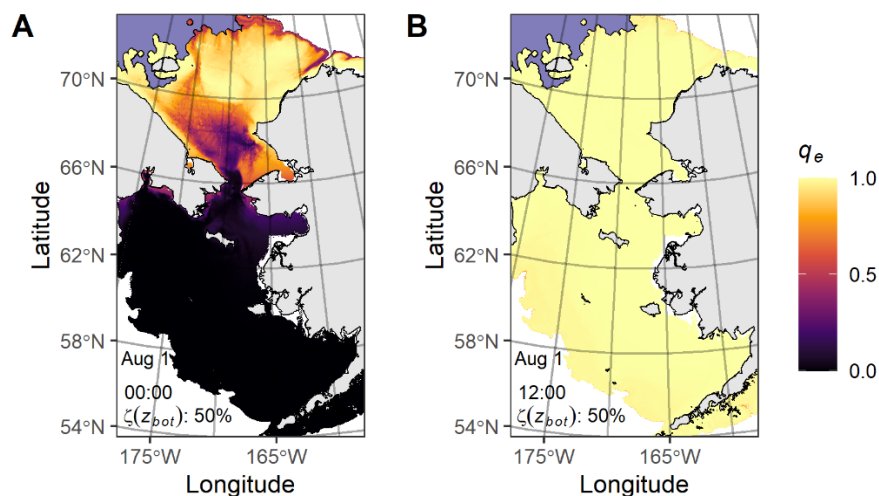 A
B
70°N
66°N
62°N
58°N
54°N
Latitude
Aug 1
00:00
ζ(z_bot): 50%
175°W
165°W
Longitude
70°N
66°N
62°N
58°N
54°N
Latitude
Aug 1
12:00
ζ(z_bot): 50%
175°W
165°W
Longitude
q_e
1.0
0.5
0.0